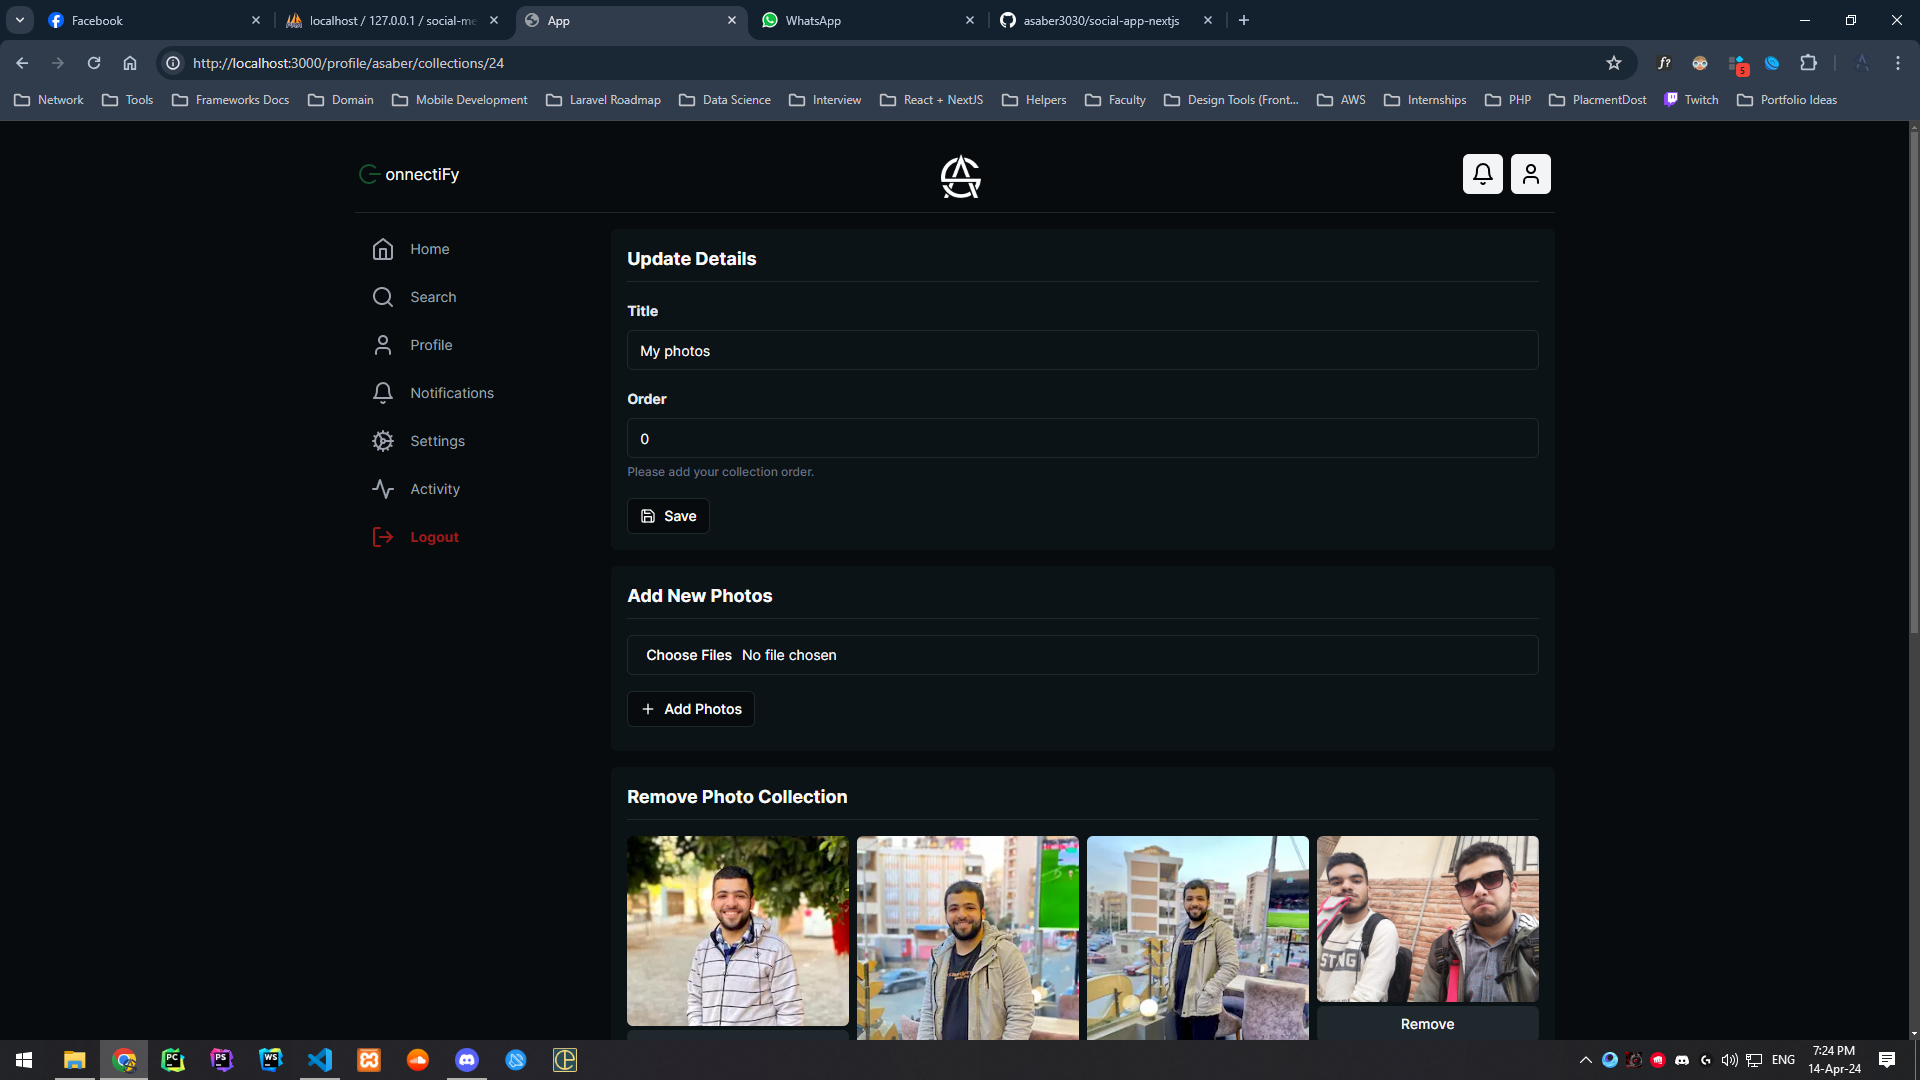 Facebook
localhost / 127.0.0.1 / social-me
App
WhatsApp
asaber3030/social-app-nextjs
http://localhost:3000/profile/asaber/collections/24
f?
5
Network
Tools
Frameworks Docs
Domain
Mobile Development
Laravel Roadmap
Data Science
Interview
React + NextJS
Helpers
Faculty
Design Tools (Front...
AWS
Internships
PHP
PlacmentDost
Twitch
Portfolio Ideas
onnectiFy
Home
Search
Profile
Notifications
Settings
Activity
Logout
Update Details
Title
My photos
Order
0
Please add your collection order.
Save
Add New Photos
Choose Files No file chosen
Add Photos
Remove Photo Collection
Remove
PC
PS
WS
ENG
7:24 PM
14-Apr-24